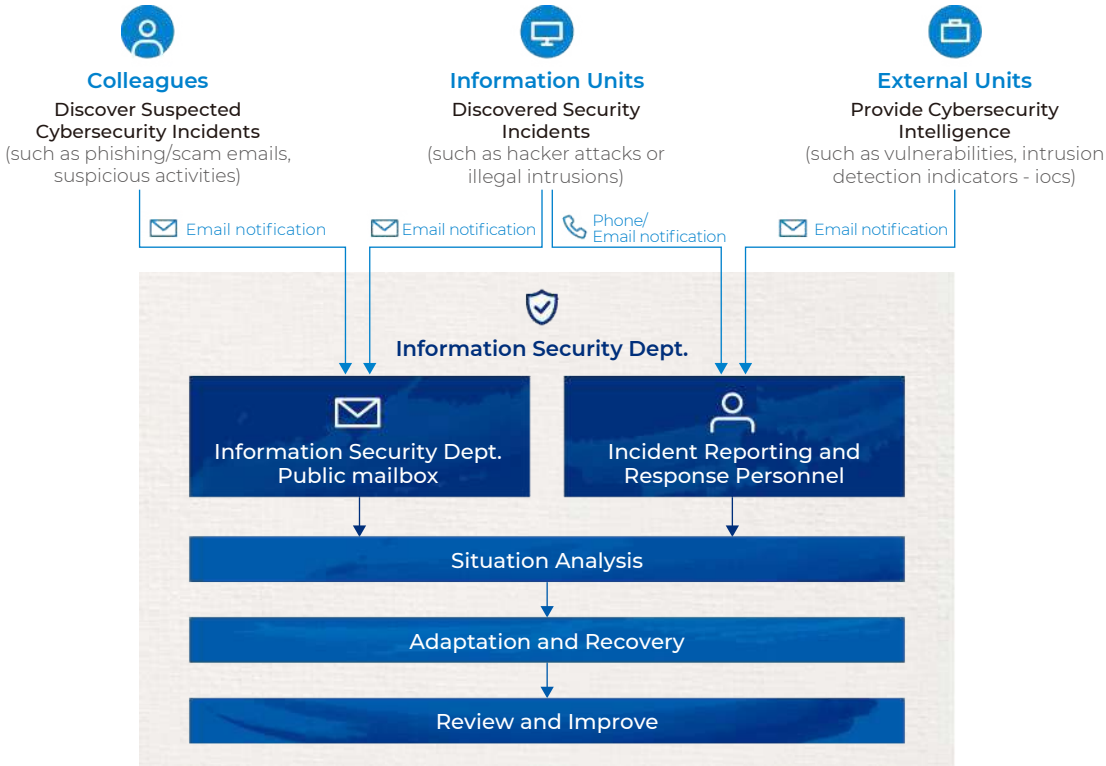 Colleagues
Discover Suspected
Cybersecurity Incidents
(such as phishing/scam emails,
suspicious activities)
Information Units
Discovered Security
Incidents
(such as hacker attacks or
illegal intrusions)
External Units
Provide Cybersecurity
Intelligence
(such as vulnerabilities, intrusion
detection indicators - iocs)
Email notification
Email notification
Phone/
Email notification
Email notification
Information Security Dept.
Information Security Dept.
Public mailbox
Incident Reporting and
Response Personnel
Situation Analysis
Adaptation and Recovery
Review and Improve